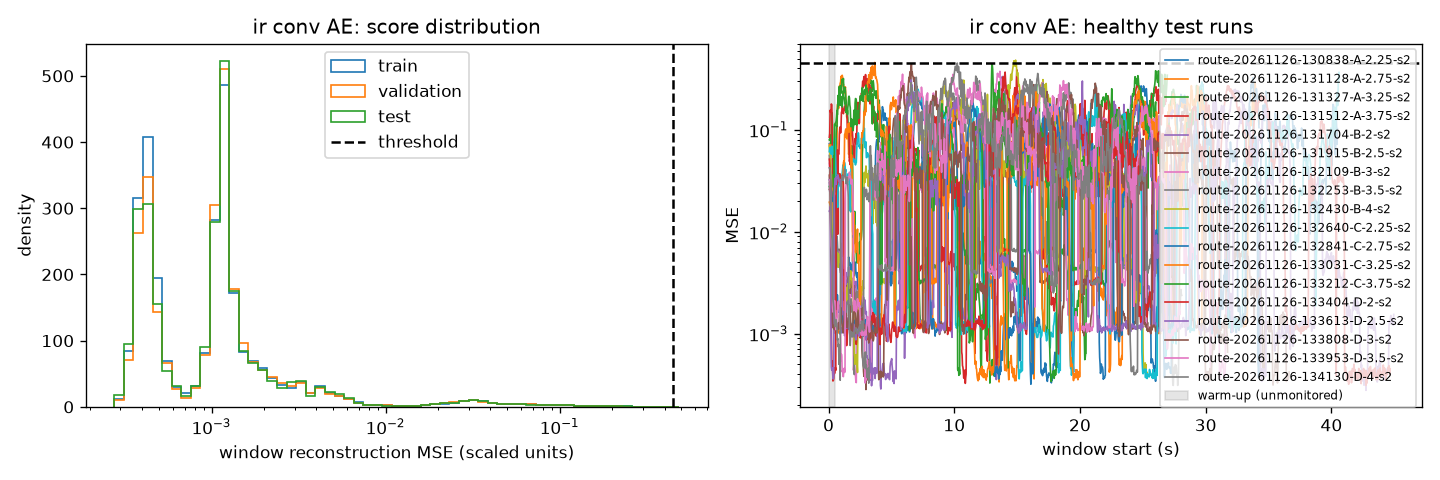 ir conv AE: score distribution
density
500
400
300
200
100
0
train
validation
test
threshold
10⁻³
10⁻²
10⁻¹
window reconstruction MSE (scaled units)
ir conv AE: healthy test runs
MSE
10⁻¹
10⁻²
10⁻³
route-20261126-130838-A-2.25-s2
route-20261126-131128-A-2.75-s2
route-20261126-131327-A-3.25-s2
route-20261126-131512-A-3.75-s2
route-20261126-131704-B-2-s2
route-20261126-131915-B-2.5-s2
route-20261126-132109-B-3-s2
route-20261126-132253-B-3.5-s2
route-20261126-132430-B-4-s2
route-20261126-132640-C-2.25-s2
route-20261126-132841-C-2.75-s2
route-20261126-133031-C-3.25-s2
route-20261126-133212-C-3.75-s2
route-20261126-133404-D-2-s2
route-20261126-133613-D-2.5-s2
route-20261126-133808-D-3-s2
route-20261126-133953-D-3.5-s2
route-20261126-134130-D-4-s2
warm-up (unmonitored)
0
10
20
30
40
window start (s)